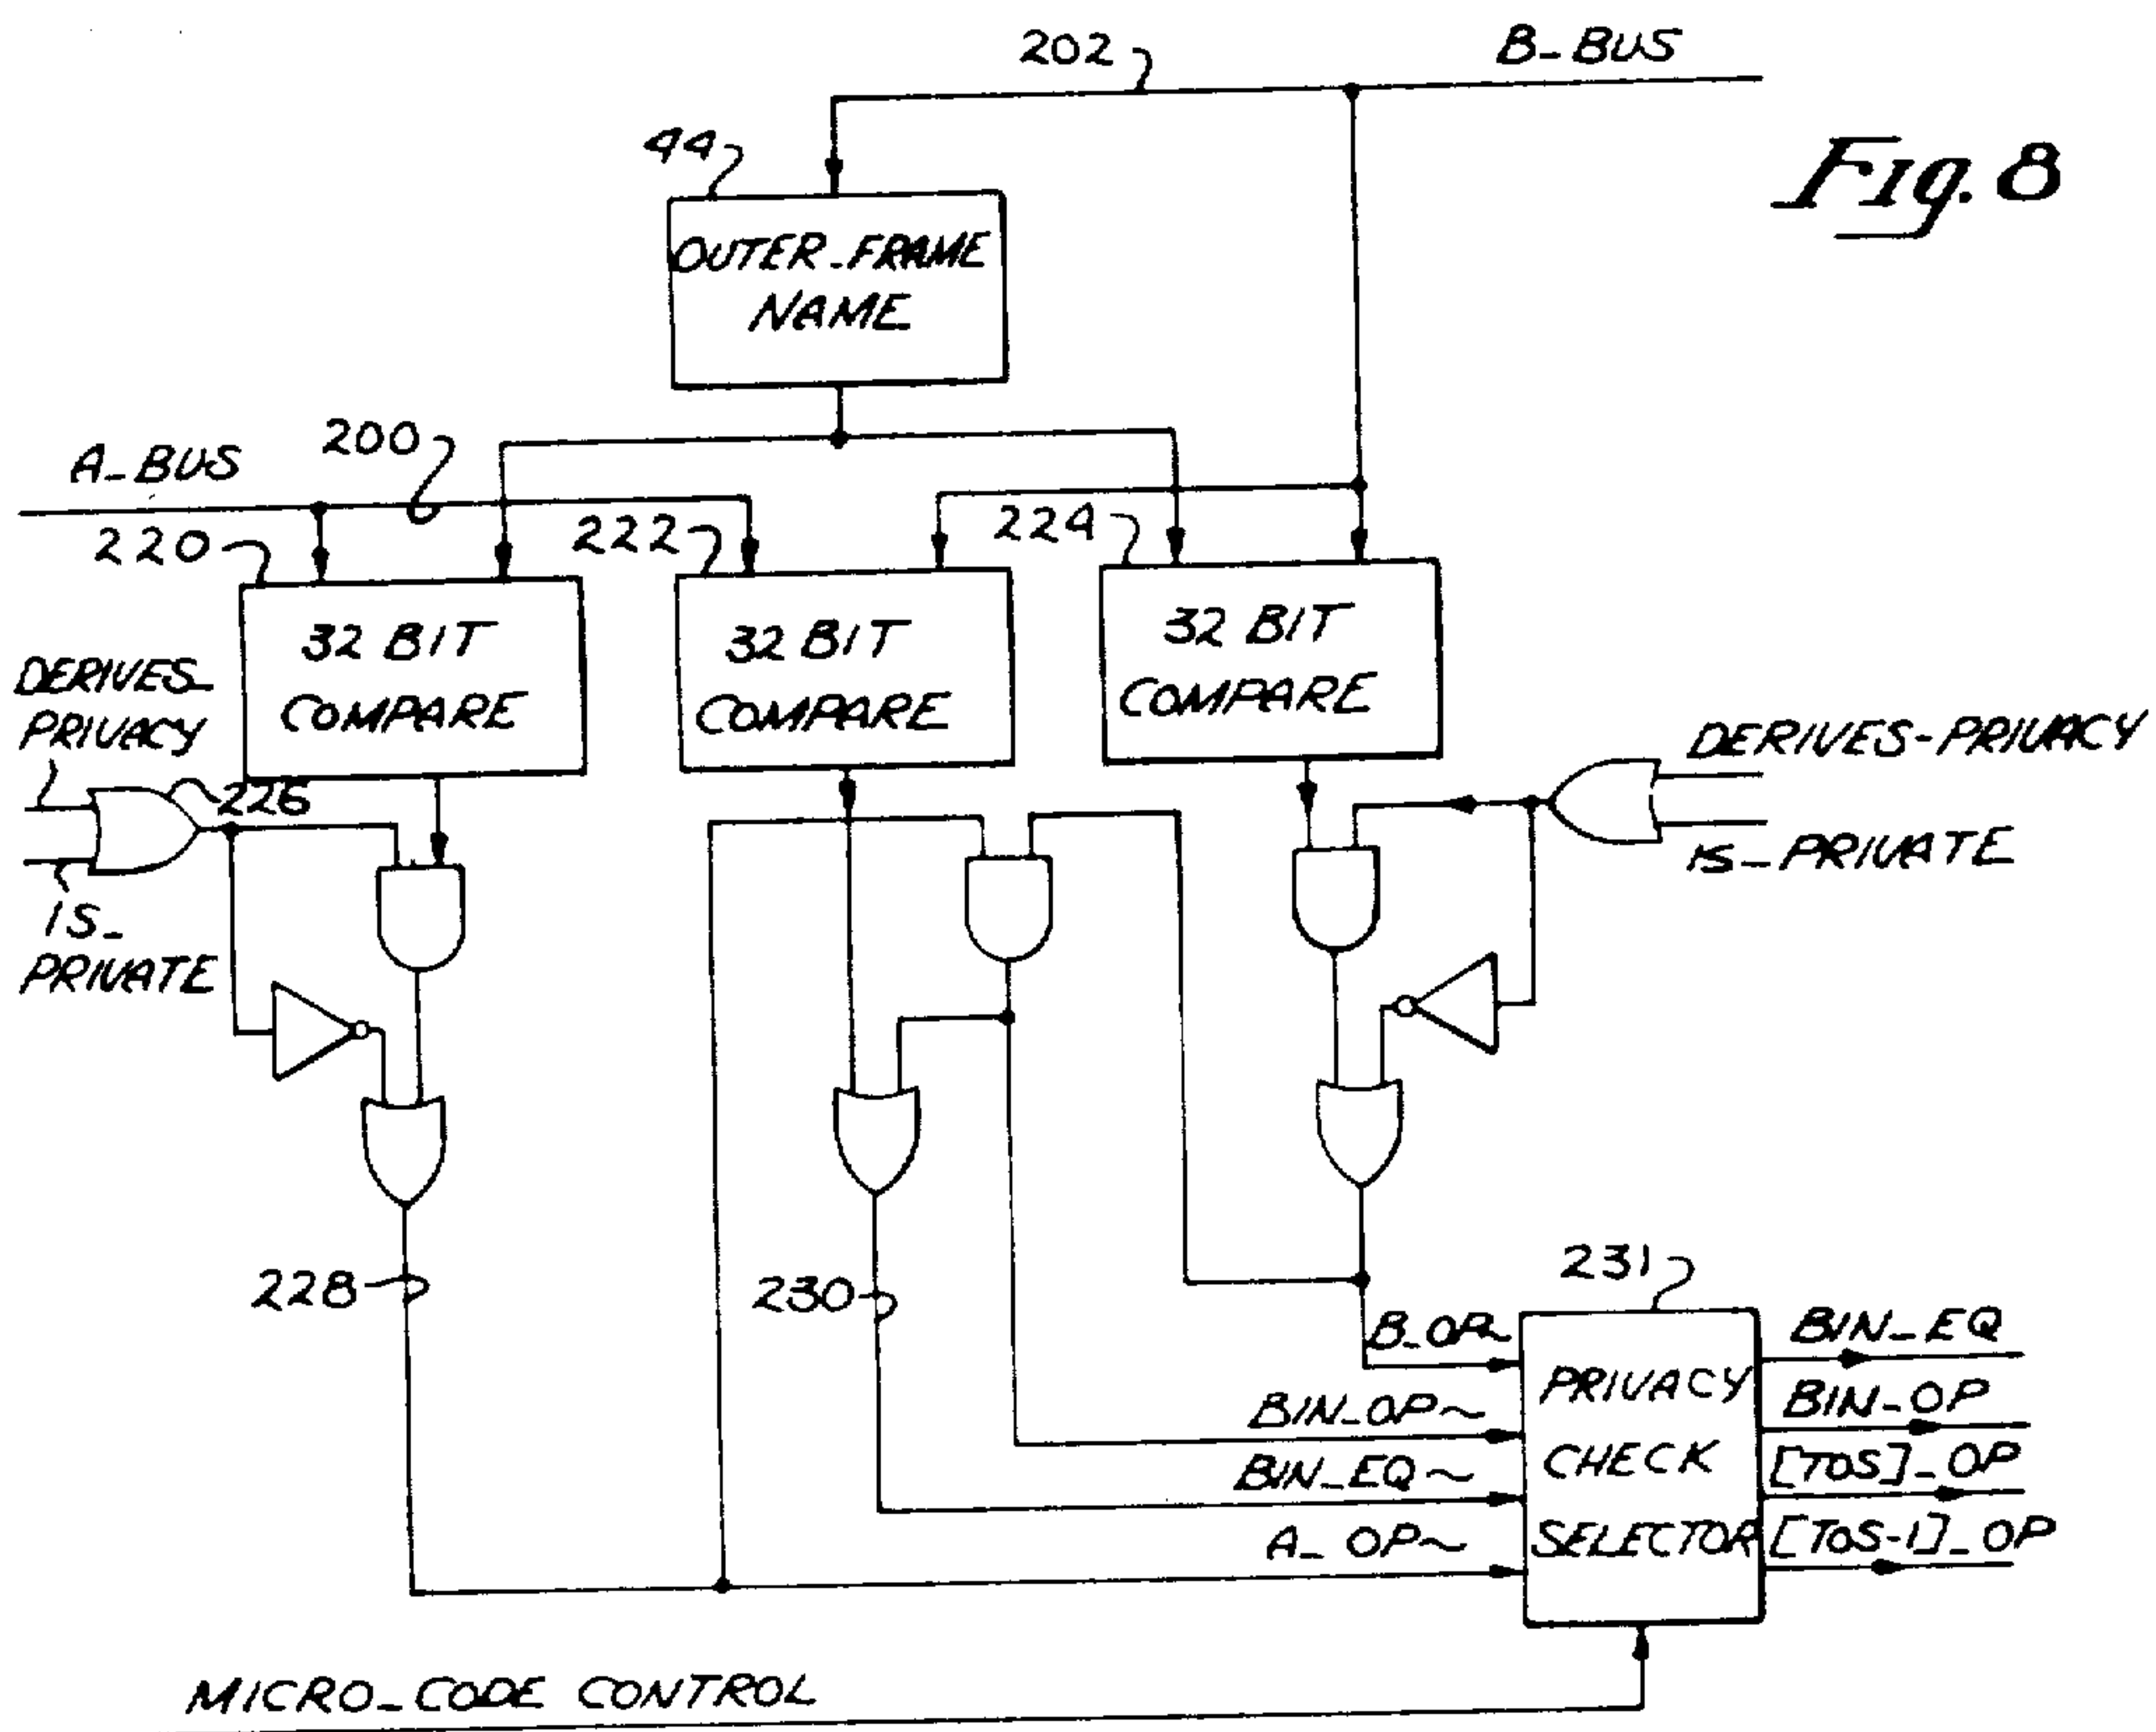 202
B_BUS
Fig. 8
44
OUTER_FRAME
NAME
A_BUS
200
220
222
224
32 BIT
COMPARE
32 BIT
COMPARE
32 BIT
COMPARE
DERIVES_
PRIVACY
226
IS_
PRIVATE
DERIVES-PRIVACY
IS_PRIVATE
228
230
231
B_OP~
BIN_OP~
BIN_EQ~
A_OP~
PRIVACY
CHECK
SELECTOR
BIN_EQ
BIN_OP
[TOS]_OP
[TOS-1]_OP
MICRO_CODE CONTROL